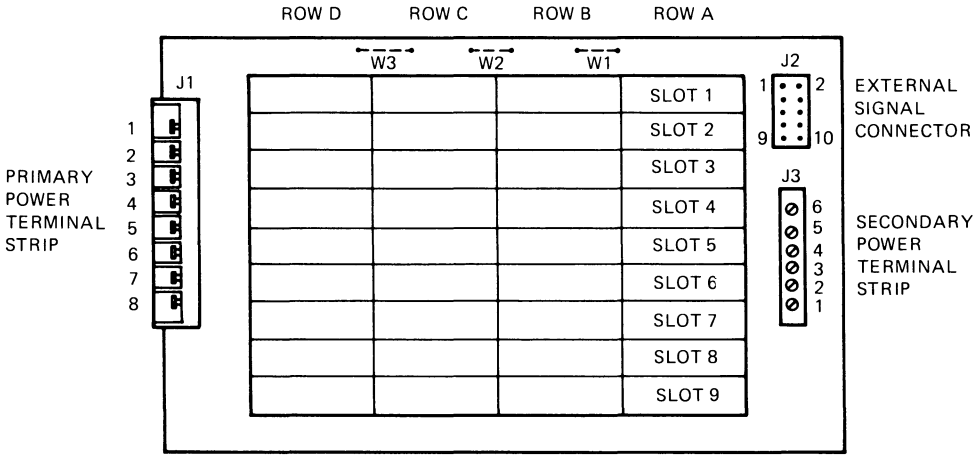 ROW D ROW C ROW B ROW A
W3 W2 W1
J1
1
2
3
4
5
6
7
8
PRIMARY
POWER
TERMINAL
STRIP
SLOT 1
SLOT 2
SLOT 3
SLOT 4
SLOT 5
SLOT 6
SLOT 7
SLOT 8
SLOT 9
J2
1 2
9 10
EXTERNAL
SIGNAL
CONNECTOR
J3
6
5
4
3
2
1
SECONDARY
POWER
TERMINAL
STRIP